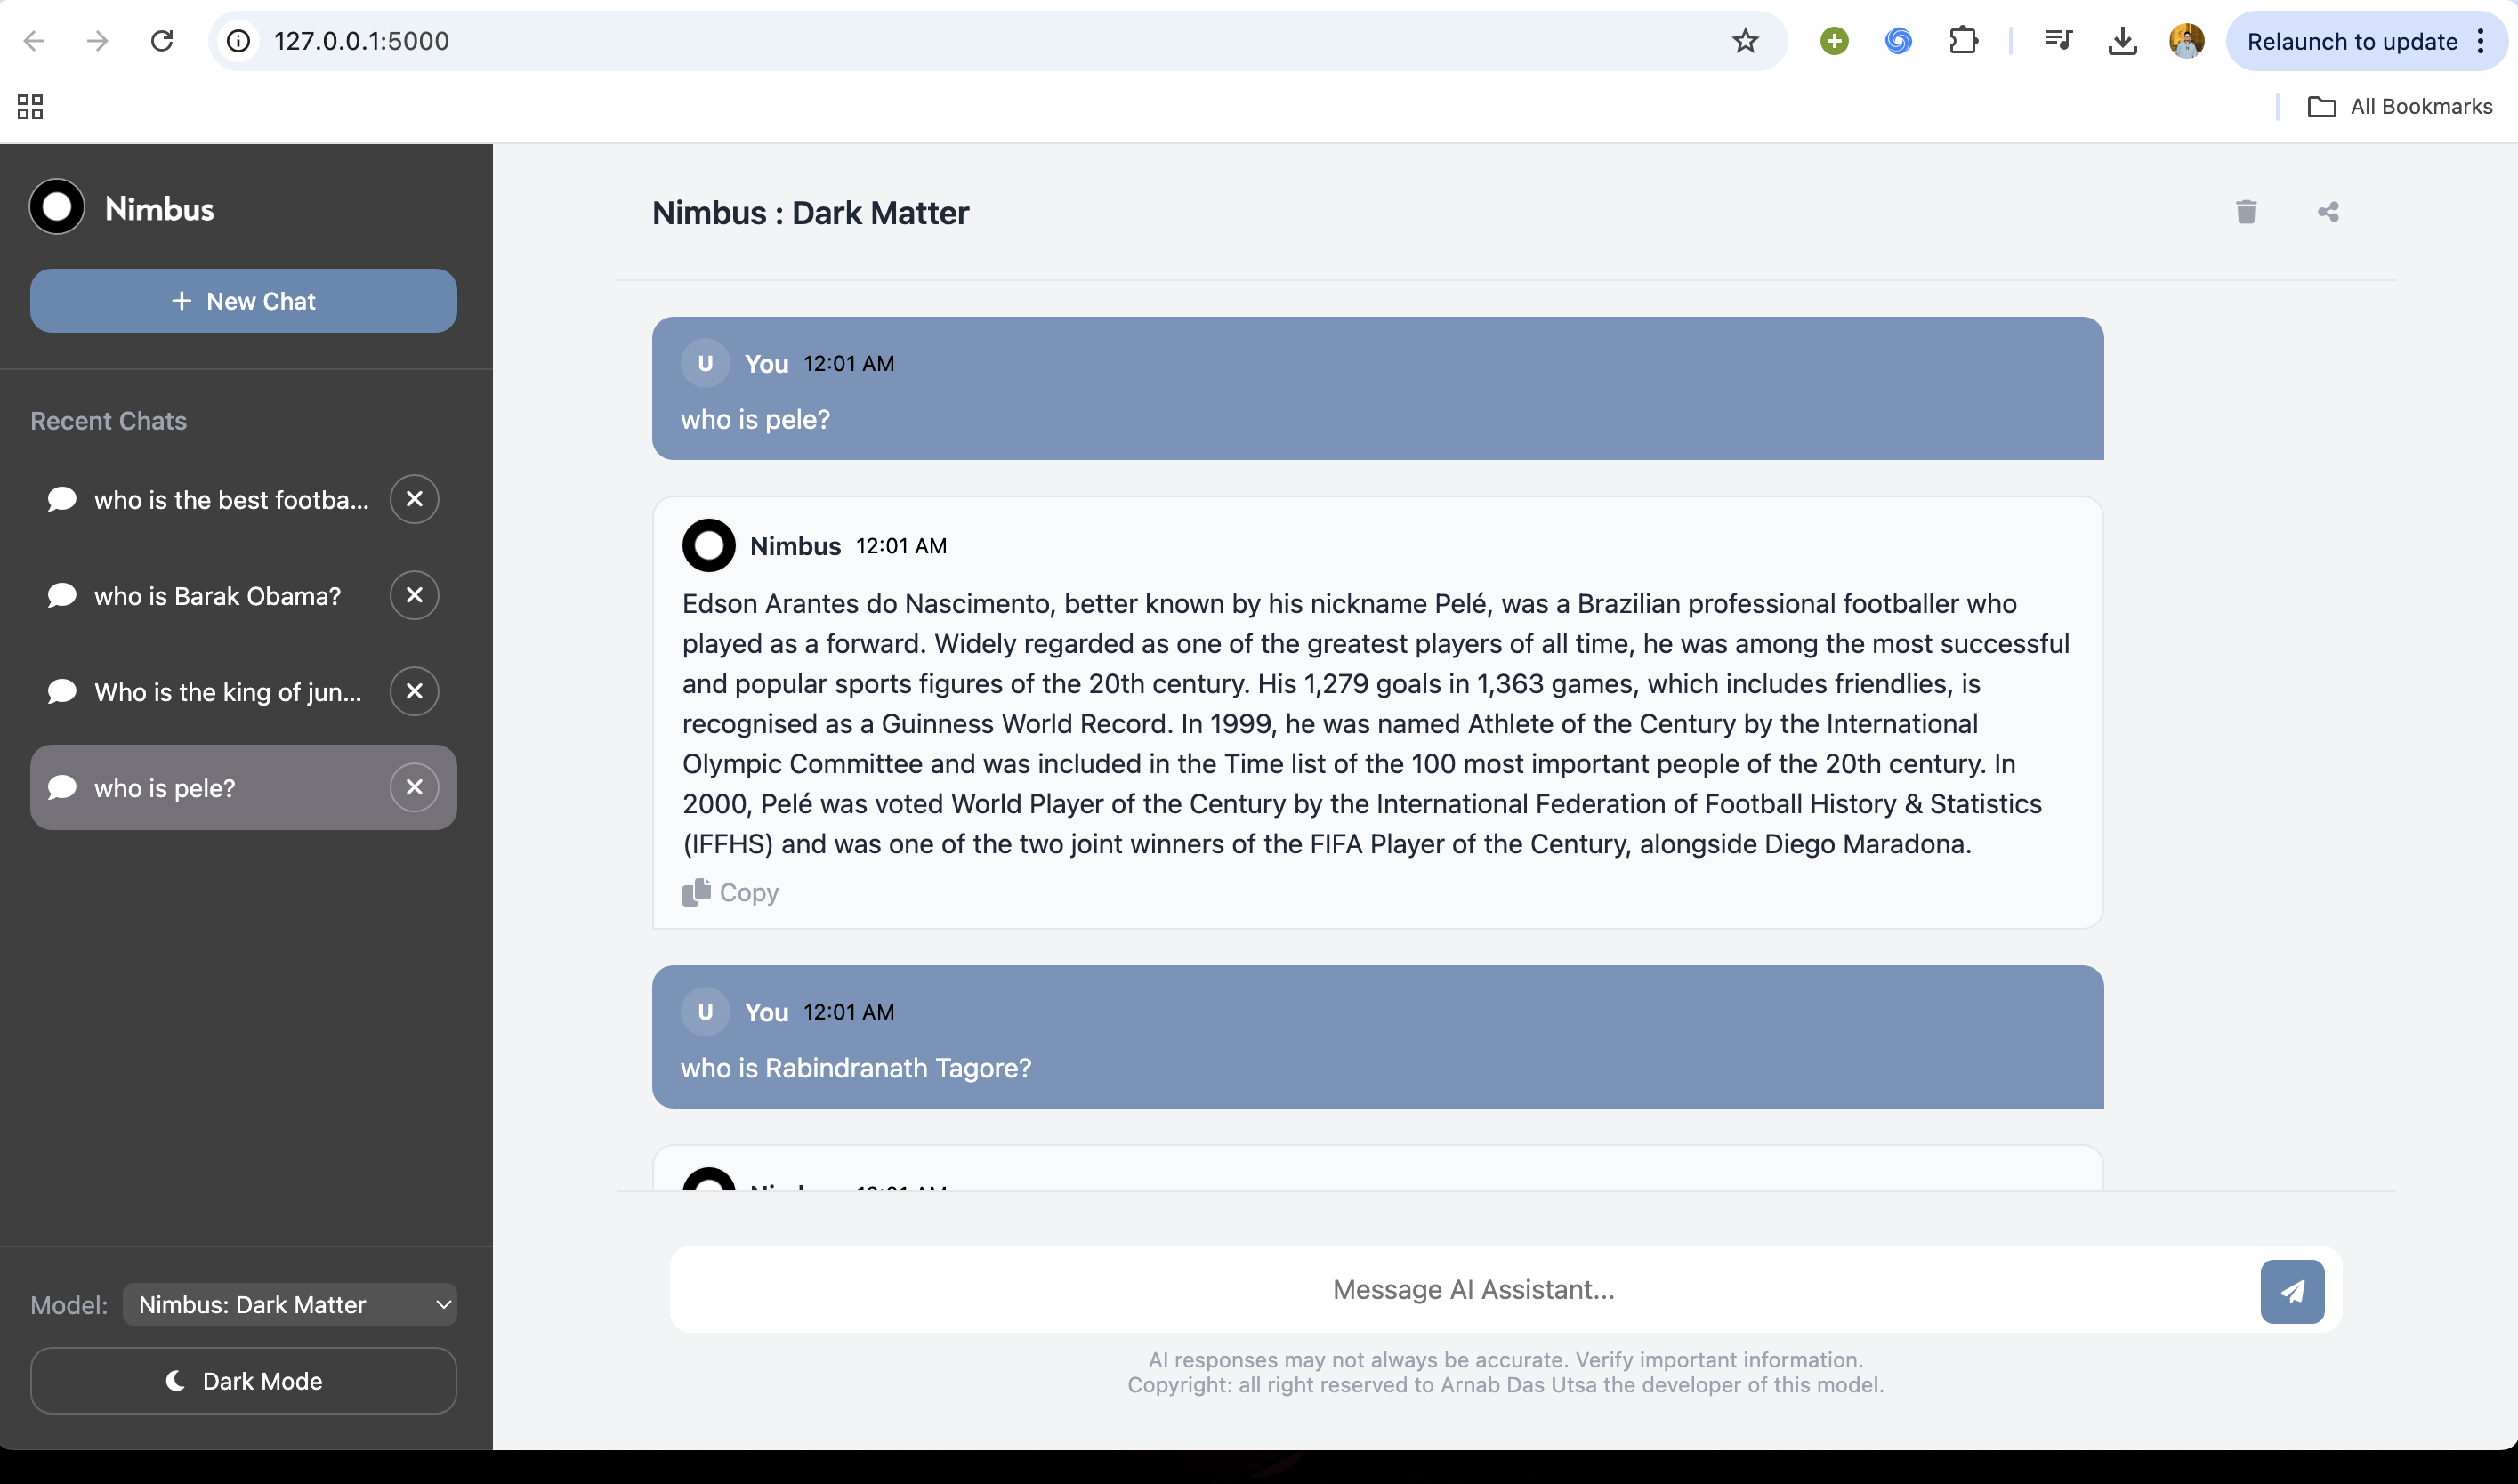 127.0.0.1:5000
Relaunch to update
All Bookmarks
Nimbus
New Chat
Recent Chats
who is the best footba...
who is Barak Obama?
Who is the king of jun...
who is pele?
Model: Nimbus: Dark Matter
Dark Mode
Nimbus : Dark Matter
U You 12:01 AM
who is pele?
Nimbus 12:01 AM
Edson Arantes do Nascimento, better known by his nickname Pelé, was a Brazilian professional footballer who
played as a forward. Widely regarded as one of the greatest players of all time, he was among the most successful
and popular sports figures of the 20th century. His 1,279 goals in 1,363 games, which includes friendlies, is
recognised as a Guinness World Record. In 1999, he was named Athlete of the Century by the International
Olympic Committee and was included in the Time list of the 100 most important people of the 20th century. In
2000, Pelé was voted World Player of the Century by the International Federation of Football History & Statistics
(IFFHS) and was one of the two joint winners of the FIFA Player of the Century, alongside Diego Maradona.
Copy
U You 12:01 AM
who is Rabindranath Tagore?
Nimbus 12:01 AM
Message AI Assistant...
AI responses may not always be accurate. Verify important information.
Copyright: all right reserved to Arnab Das Utsa the developer of this model.